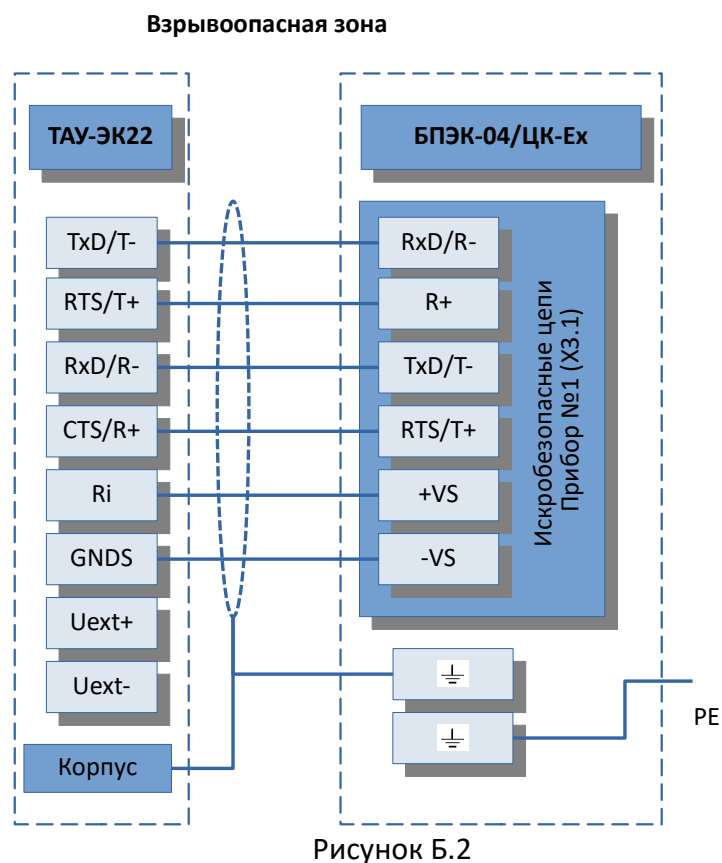 Взрывоопасная зона
ТАУ-ЭК22
БПЭК-04/ЦК-Ex
TxD/T-
RxD/R-
RTS/T+
R+
RxD/R-
TxD/T-
CTS/R+
RTS/T+
Ri
+VS
GNDS
-VS
Искробезопасные цепи
Прибор №1 (X3.1)
Uext+
Uext-
Корпус
PE
Рисунок Б.2